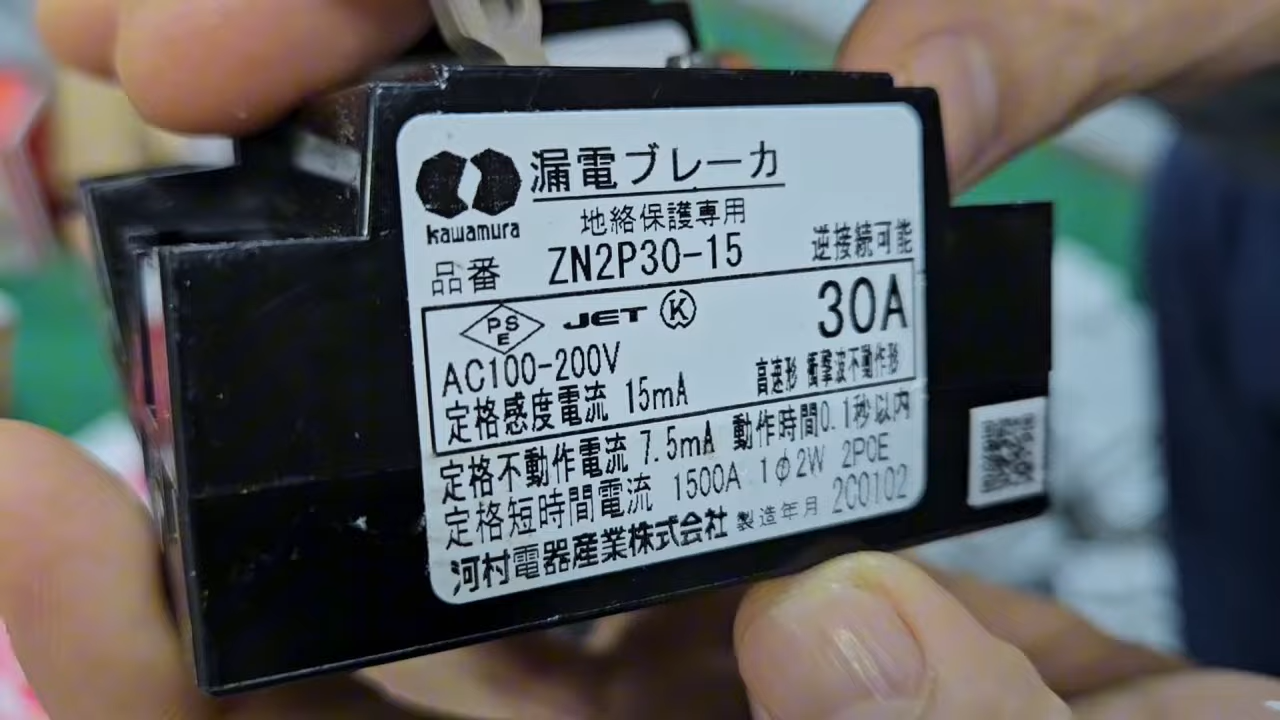 漏電ブレーカ
kawamura
地絡保護専用
品番 ZN2P30-15 逆接続可能
PSE JET K 30A
AC100-200V 高速形 衝撃波不動作形
定格感度電流 15mA
定格不動作電流 7.5mA 動作時間0.1秒以内
定格短時間電流 1500A 1φ2W 2P0E
河村電器産業株式会社 製造年月 2C0102